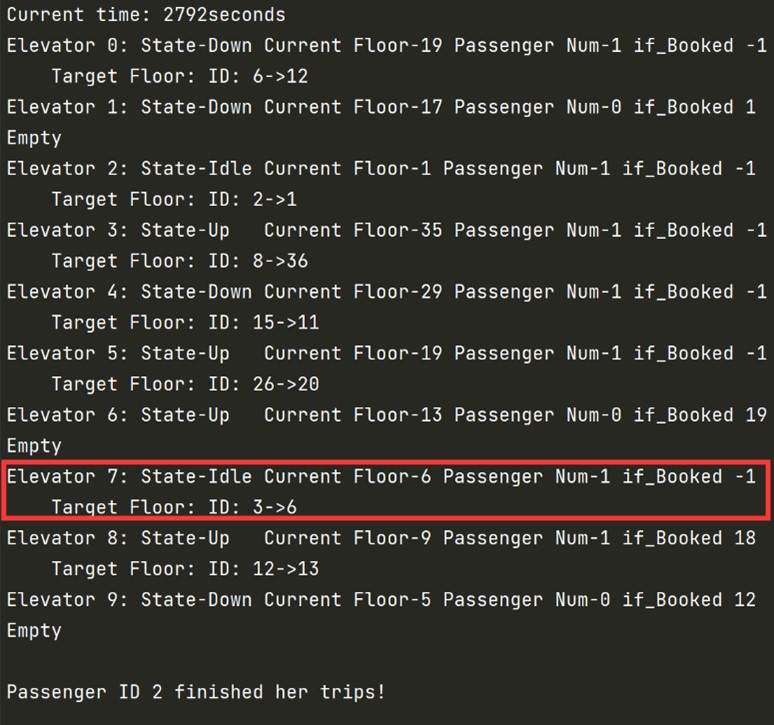 Current time: 2792seconds
Elevator 0: State-Down Current Floor-19 Passenger Num-1 if_Booked -1
Target Floor: ID: 6->12
Elevator 1: State-Down Current Floor-17 Passenger Num-0 if_Booked 1
Empty
Elevator 2: State-Idle Current Floor-1 Passenger Num-1 if_Booked -1
Target Floor: ID: 2->1
Elevator 3: State-Up Current Floor-35 Passenger Num-1 if_Booked -1
Target Floor: ID: 8->36
Elevator 4: State-Down Current Floor-29 Passenger Num-1 if_Booked -1
Target Floor: ID: 15->11
Elevator 5: State-Up Current Floor-19 Passenger Num-1 if_Booked -1
Target Floor: ID: 26->20
Elevator 6: State-Up Current Floor-13 Passenger Num-0 if_Booked 19
Empty
Elevator 7: State-Idle Current Floor-6 Passenger Num-1 if_Booked -1
Target Floor: ID: 3->6
Elevator 8: State-Up Current Floor-9 Passenger Num-1 if_Booked 18
Target Floor: ID: 12->13
Elevator 9: State-Down Current Floor-5 Passenger Num-0 if_Booked 12
Empty
Passenger ID 2 finished her trips!